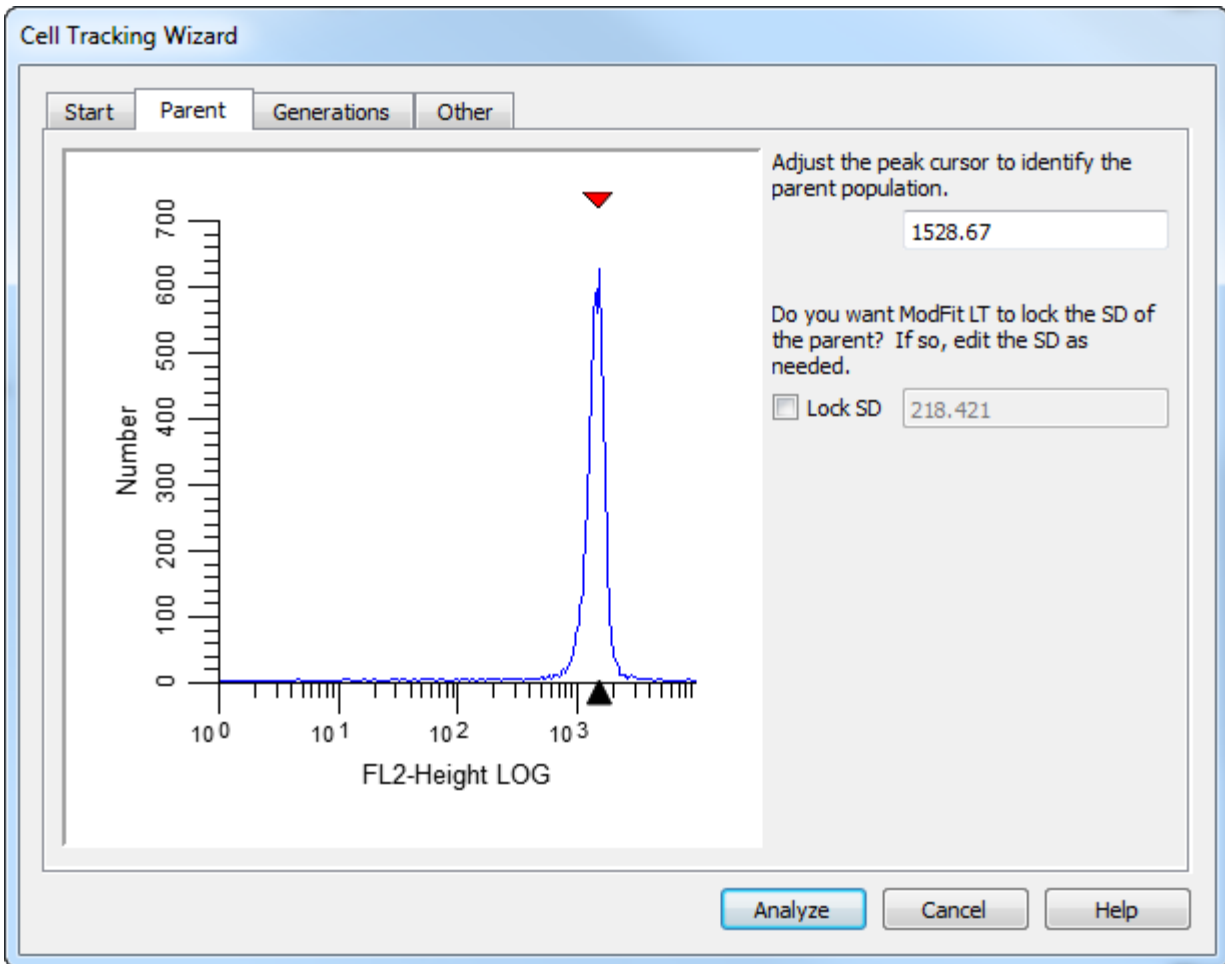 Cell Tracking Wizard
Start Parent Generations Other
Adjust the peak cursor to identify the
parent population.
1528.67
Do you want ModFit LT to lock the SD of
the parent? If so, edit the SD as
needed.
Lock SD 218.421
700
600
500
400
300
200
100
0
Number
10 0 10 1 10 2 10 3
FL2-Height LOG
Analyze Cancel Help